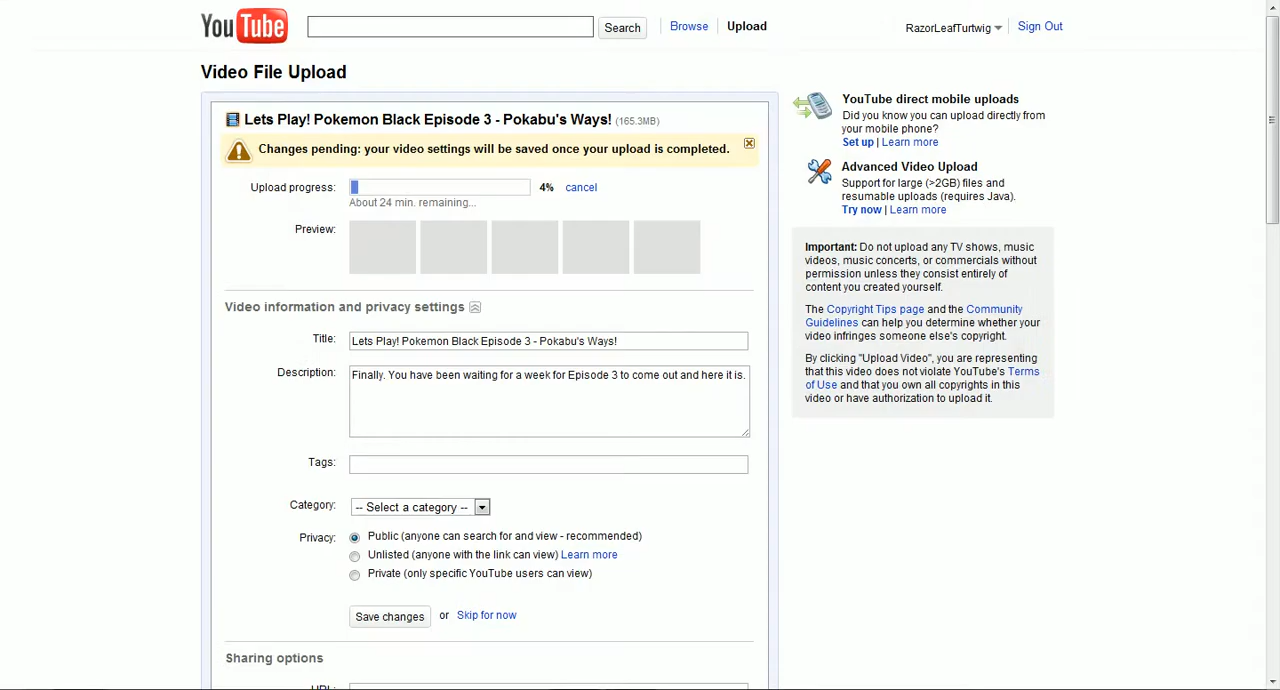 YouTube
Search
Browse
Upload
RazorLeafTurtwig
Sign Out
Video File Upload
Lets Play! Pokemon Black Episode 3 - Pokabu's Ways! (165.3MB)
Changes pending: your video settings will be saved once your upload is completed.
Upload progress:
4% cancel
About 24 min. remaining...
Preview:
Video information and privacy settings
Title:
Lets Play! Pokemon Black Episode 3 - Pokabu's Ways!
Description:
Finally. You have been waiting for a week for Episode 3 to come out and here it is.
Tags:
Category:
-- Select a category --
Privacy:
Public (anyone can search for and view - recommended)
Unlisted (anyone with the link can view) Learn more
Private (only specific YouTube users can view)
Save changes or Skip for now
Sharing options
URL:
YouTube direct mobile uploads
Did you know you can upload directly from
your mobile phone?
Set up | Learn more
Advanced Video Upload
Support for large (>2GB) files and
resumable uploads (requires Java).
Try now | Learn more
Important: Do not upload any TV shows, music
videos, music concerts, or commercials without
permission unless they consist entirely of
content you created yourself.
The Copyright Tips page and the Community
Guidelines can help you determine whether your
video infringes someone else's copyright.
By clicking "Upload Video", you are representing
that this video does not violate YouTube's Terms
of Use and that you own all copyrights in this
video or have authorization to upload it.